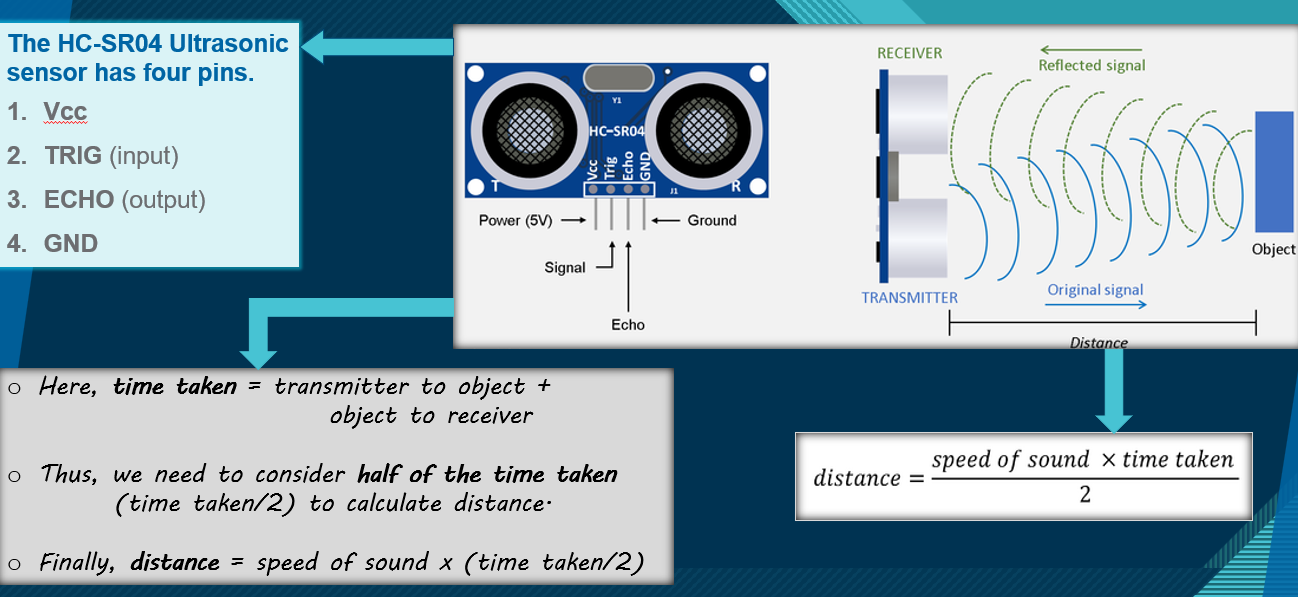 The HC-SR04 Ultrasonic
sensor has four pins.
1. Vcc
2. TRIG (input)
3. ECHO (output)
4. GND
Y1
HC-SR04
Vcc
Trig
Echo
GND
T
J1
R
Power (5V)
Ground
Signal
Echo
RECEIVER
Reflected signal
Object
TRANSMITTER
Original signal
Distance
o Here, time taken = transmitter to object +
object to receiver
o Thus, we need to consider half of the time taken
(time taken/2) to calculate distance.
o Finally, distance = speed of sound x (time taken/2)
distance = speed of sound × time taken
2